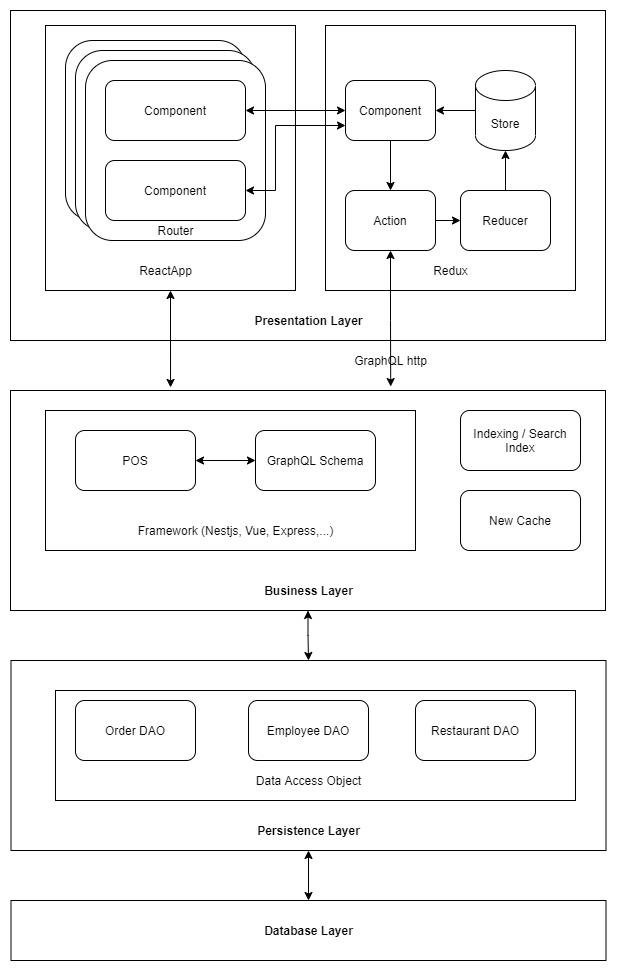 Component
Component
Store
Component
Action
Reducer
Router
ReactApp
Redux
Presentation Layer
GraphQL http
POS
GraphQL Schema
Indexing / Search
Index
New Cache
Framework (Nestjs, Vue, Express,...)
Business Layer
Order DAO
Employee DAO
Restaurant DAO
Data Access Object
Persistence Layer
Database Layer